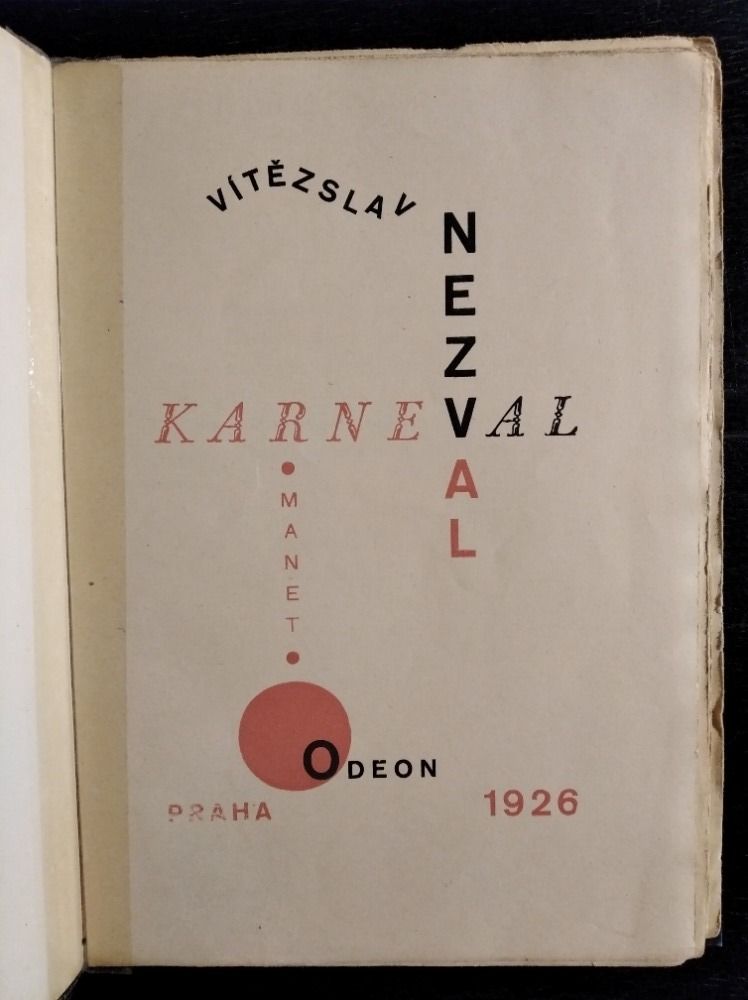 VÍTĚZSLAV
NEZVAL
KARNEVAL
MANET
ODEON
PRAHA 1926